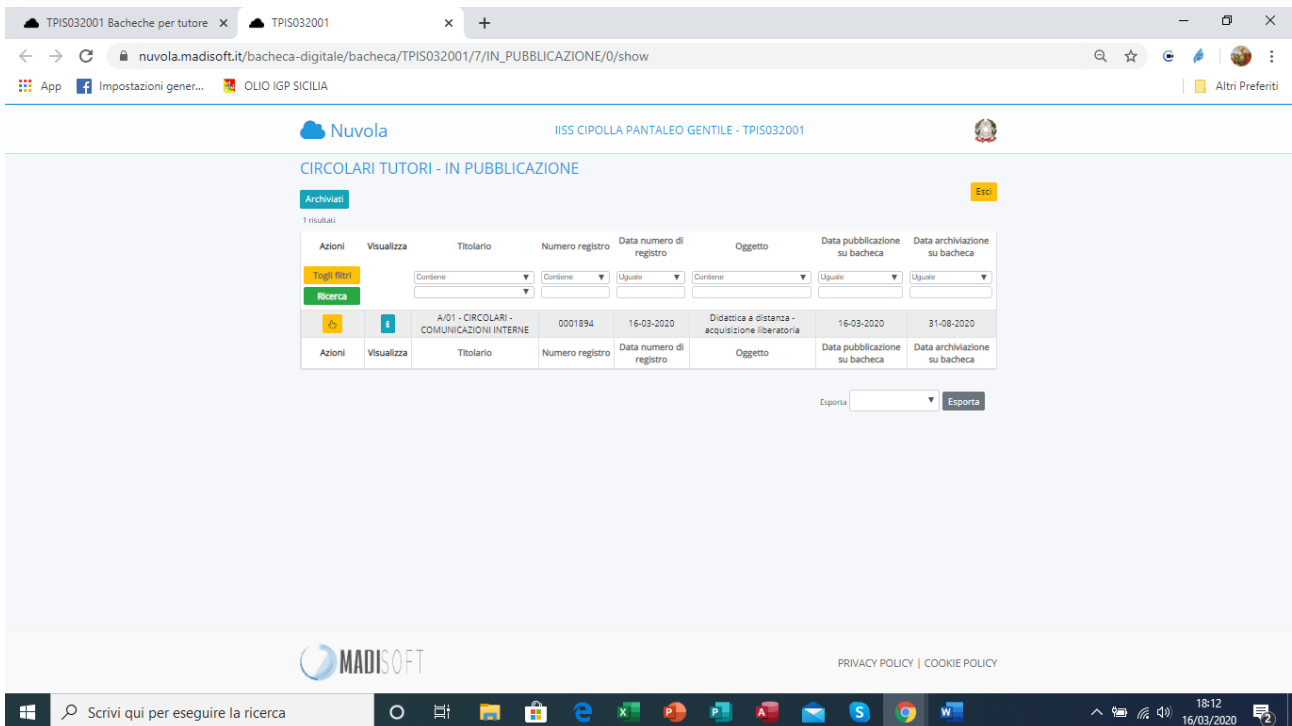 TPIS032001 Bacheche per tutore
TPIS032001
nuvola.madisoft.it/bacheca-digitale/bacheca/TPIS032001/7/IN_PUBBLICAZIONE/0/show
App Impostazioni gener... OLIO IGP SICILIA Altri Preferiti
Nuvola IISS CIPOLLA PANTALEO GENTILE - TPIS032001
CIRCOLARI TUTORI - IN PUBBLICAZIONE
Esci
Archiviati
1 risultati
Azioni Visualizza Titolario Numero registro Data numero di registro Oggetto Data pubblicazione su bacheca Data archiviazione su bacheca
Togli filtri Contiene Contiene Uguale Contiene Uguale Uguale
Ricerca
A/01 - CIRCOLARI - COMUNICAZIONI INTERNE 0001894 16-03-2020 Didattica a distanza - acquisizione liberatoria 16-03-2020 31-08-2020
Azioni Visualizza Titolario Numero registro Data numero di registro Oggetto Data pubblicazione su bacheca Data archiviazione su bacheca
Esporta Esporta
MADISOFT
PRIVACY POLICY | COOKIE POLICY
Scrivi qui per eseguire la ricerca
18:12
16/03/2020